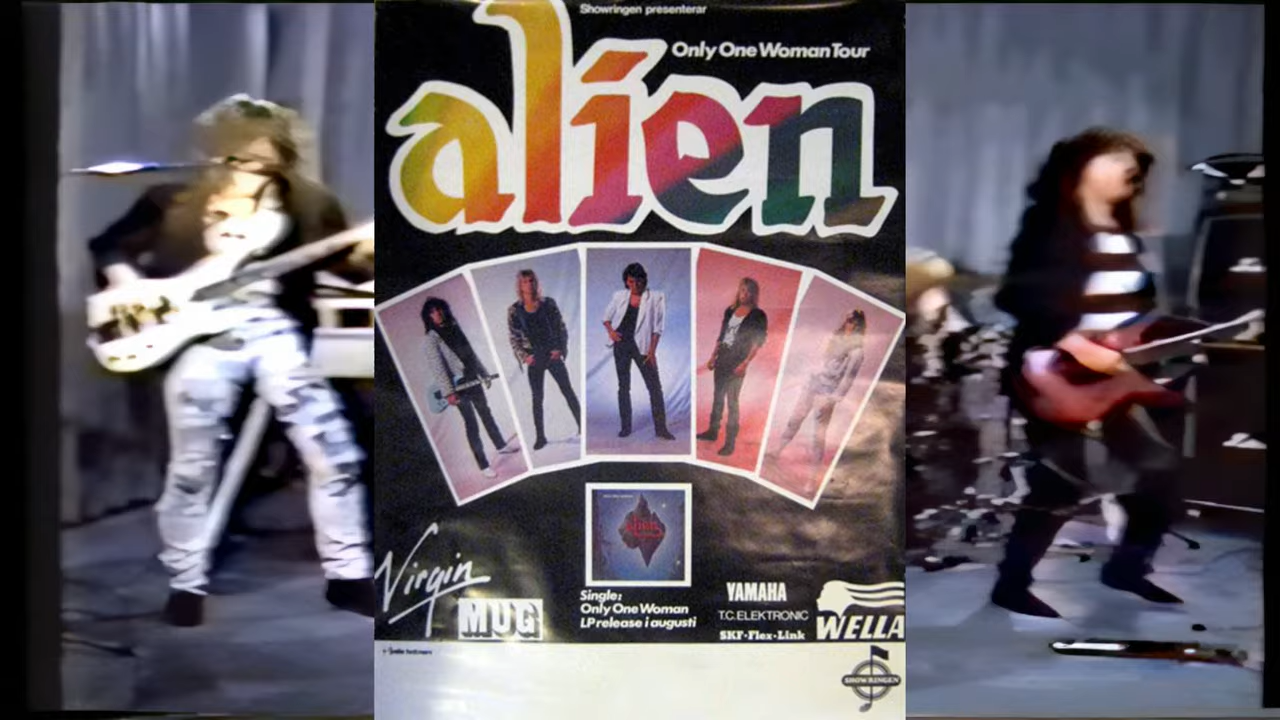 Showringen presenterar
Only One Woman Tour
alien
alien
Virgin
MUG
Single:
Only One Woman
LP release i augusti
YAMAHA
T.C. ELEKTRONIC
SKF·Flex·Link
WELLA
SHOWRINGEN